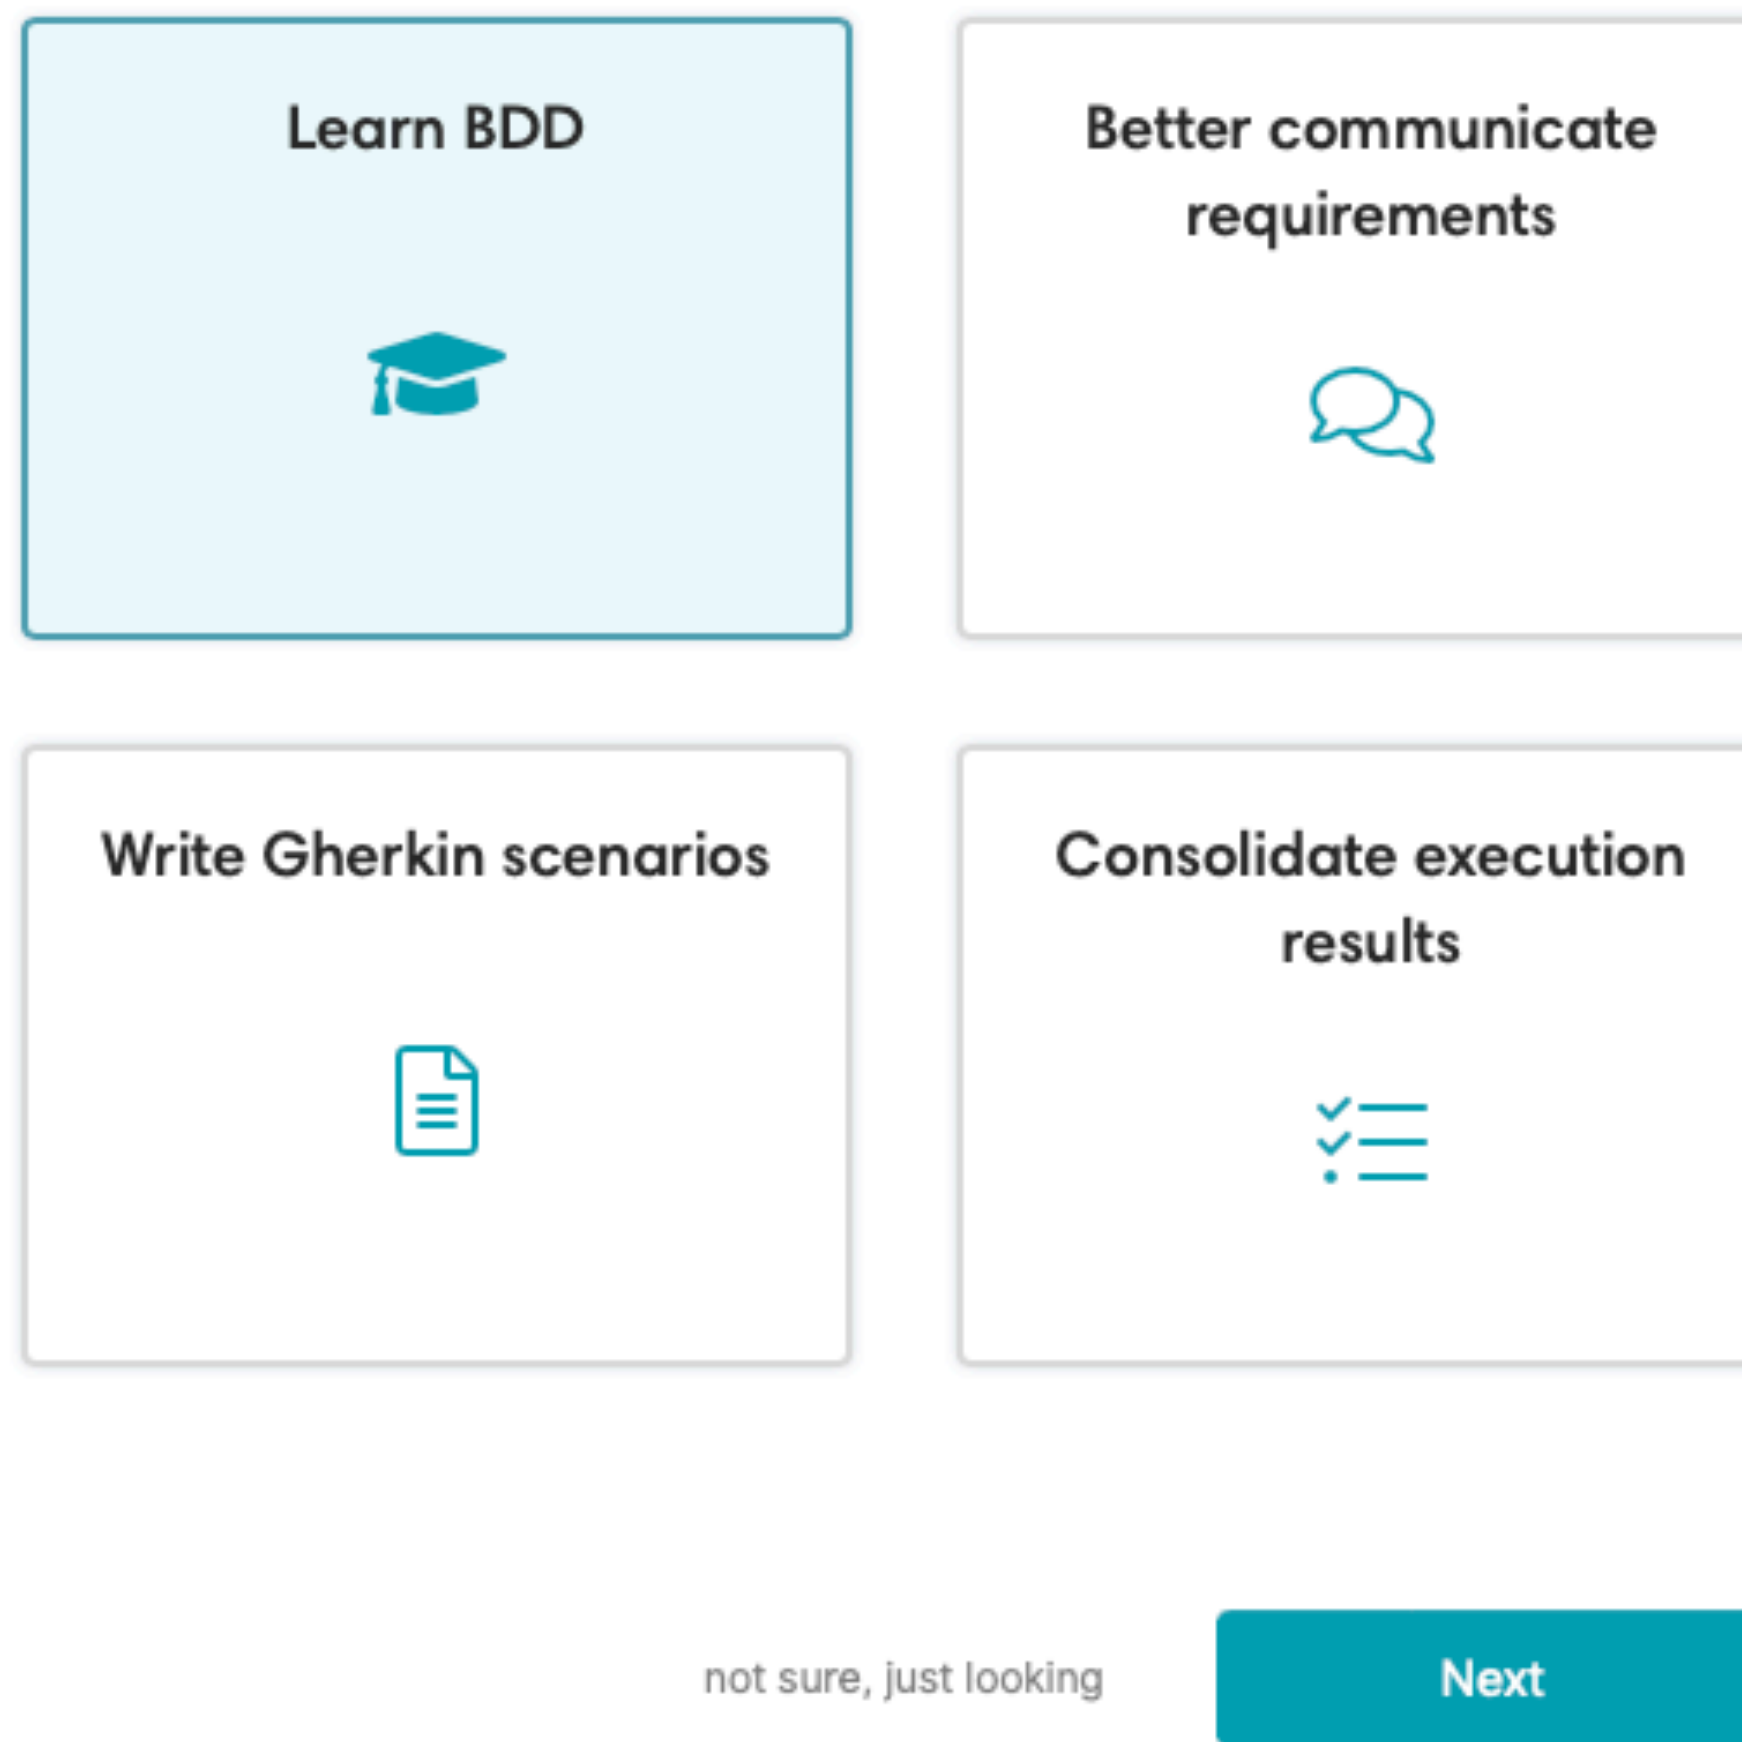 Learn BDD
Better communicate
requirements
Write Gherkin scenarios
Consolidate execution
results
not sure, just looking
Next